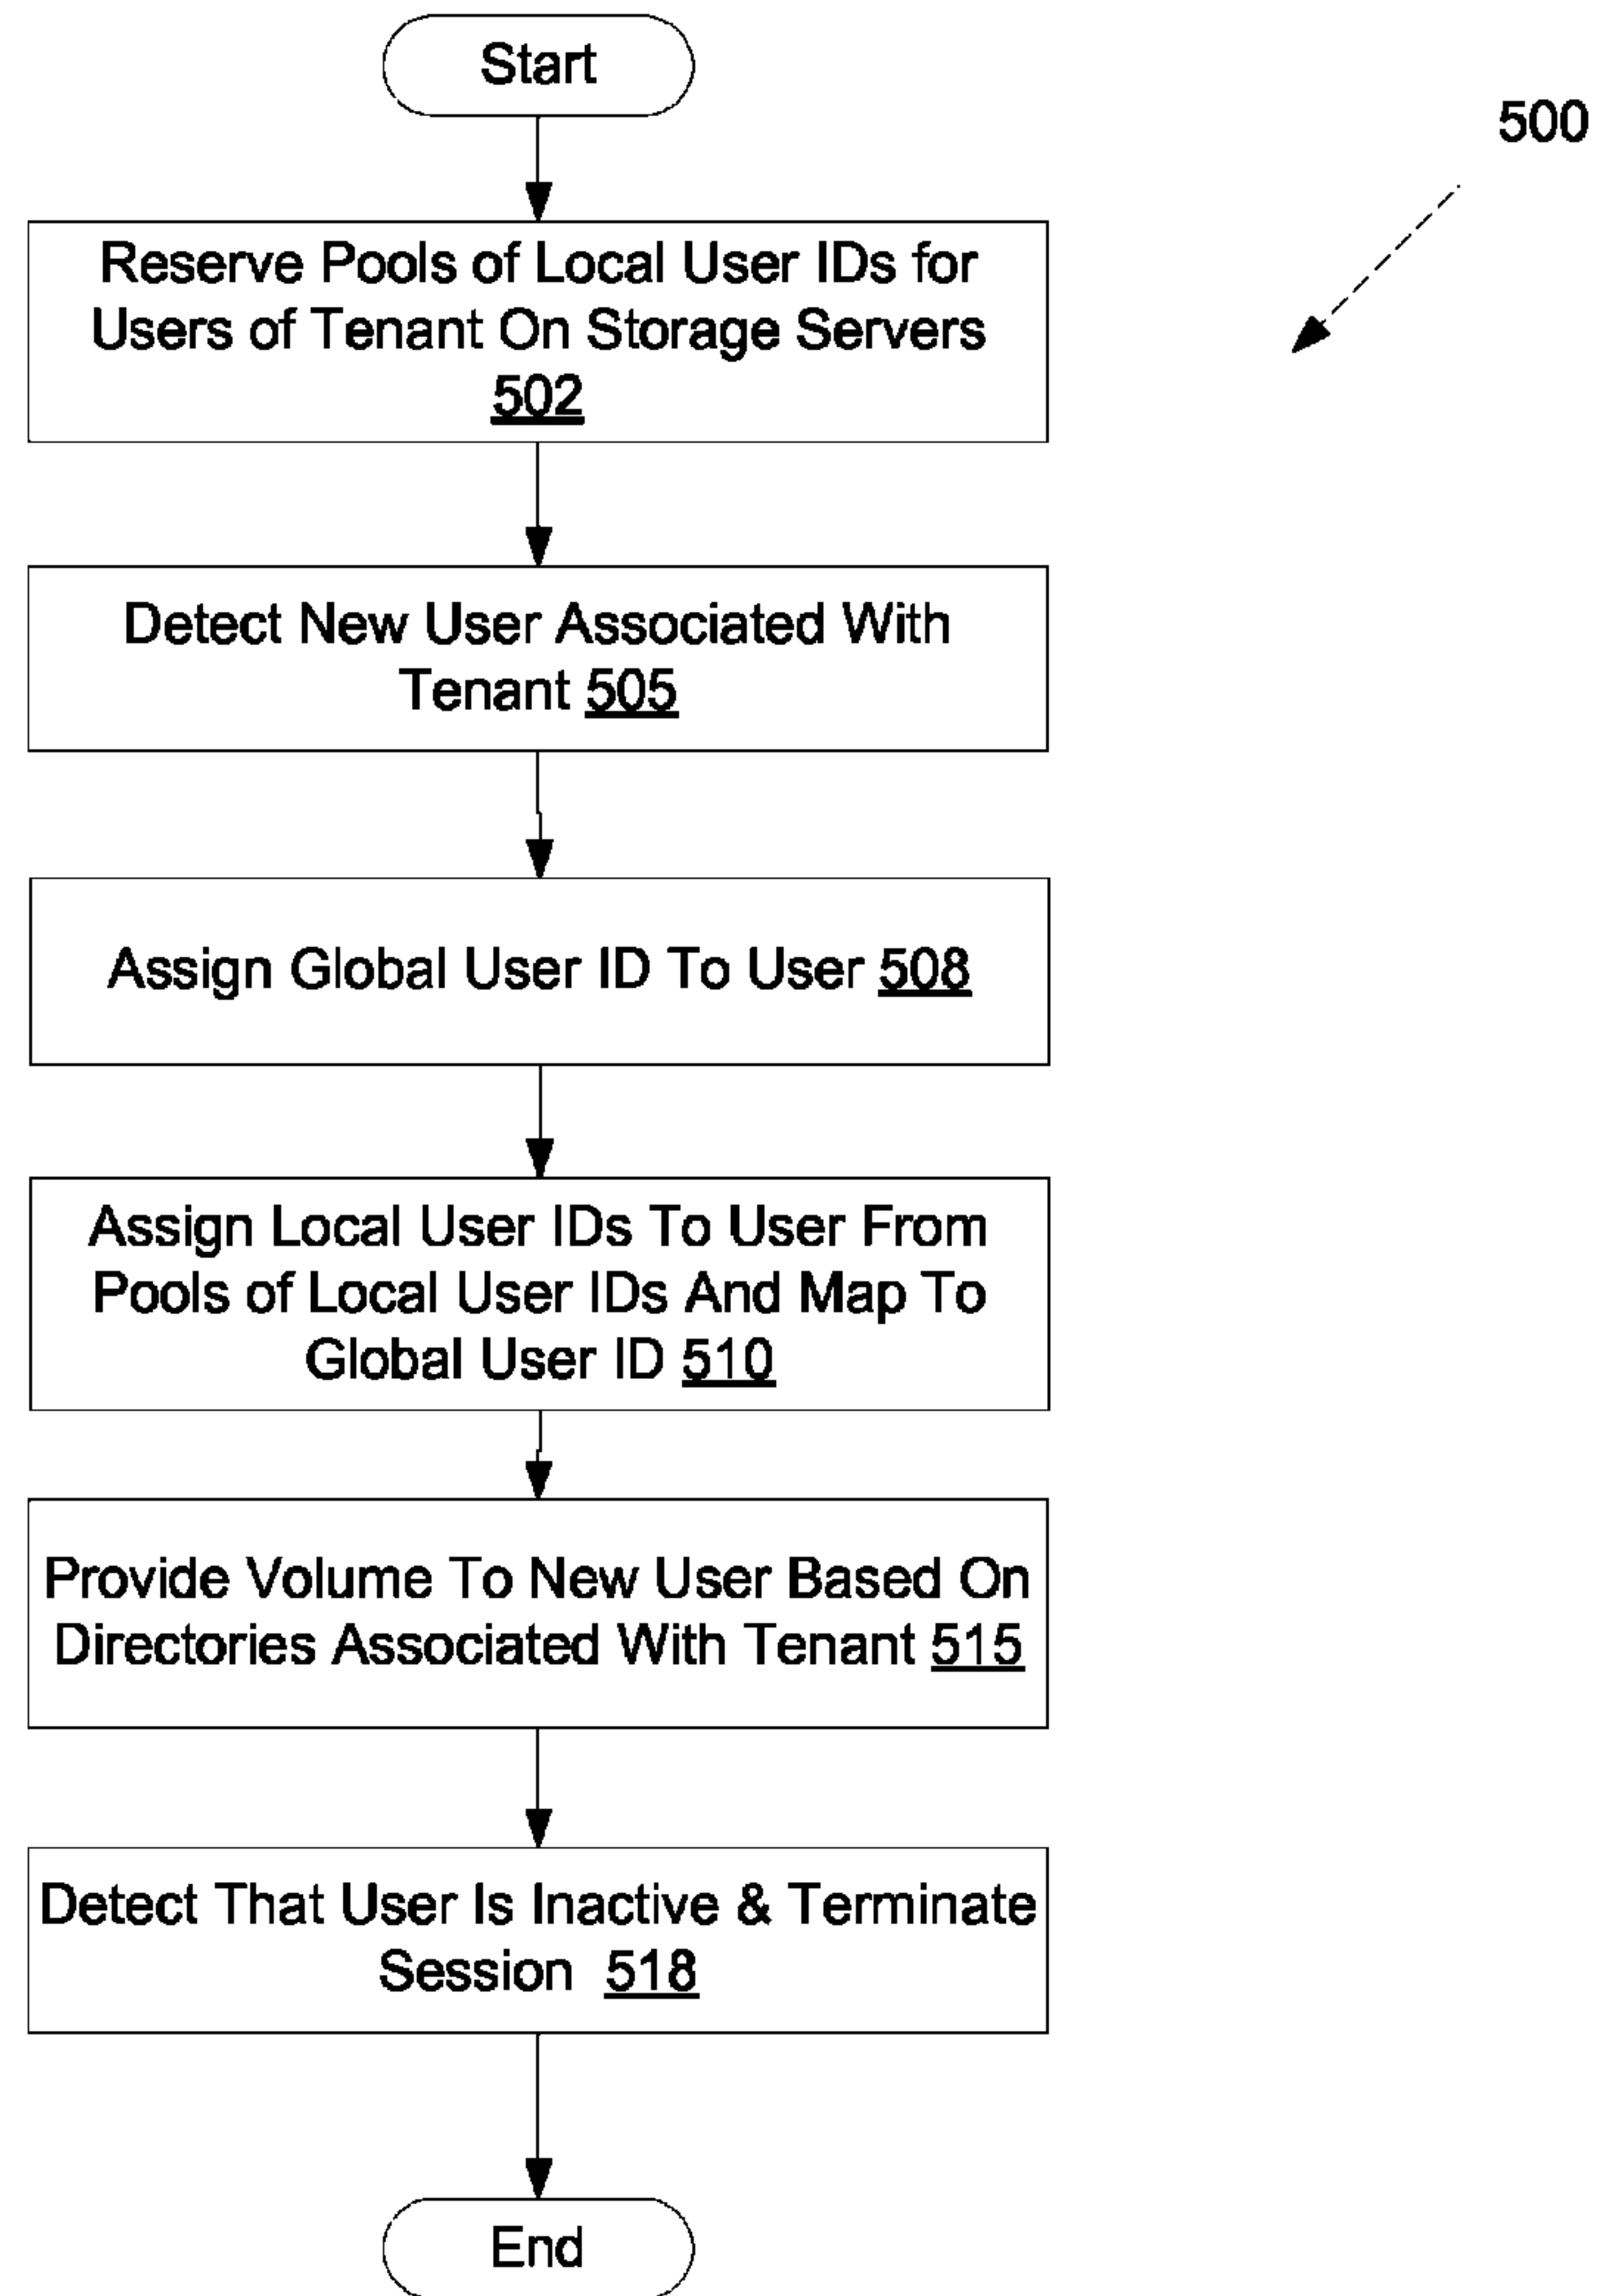 Start
500
Reserve Pools of Local User IDs for
Users of Tenant On Storage Servers
502
Detect New User Associated With
Tenant 505
Assign Global User ID To User 508
Assign Local User IDs To User From
Pools of Local User IDs And Map To
Global User ID 510
Provide Volume To New User Based On
Directories Associated With Tenant 515
Detect That User Is Inactive & Terminate
Session 518
End